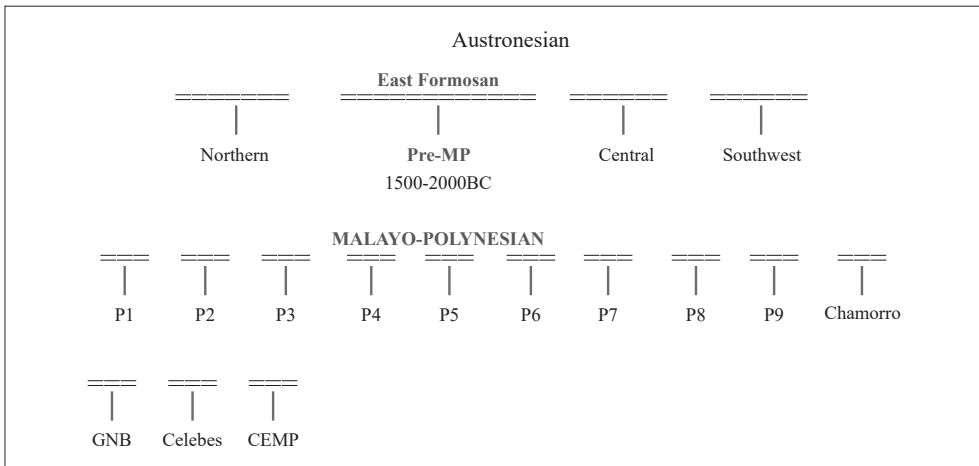 Austronesian
East Formosan
Northern Pre-MP Central Southwest
1500-2000BC
MALAYO-POLYNESIAN
P1 P2 P3 P4 P5 P6 P7 P8 P9 Chamorro
GNB Celebes CEMP